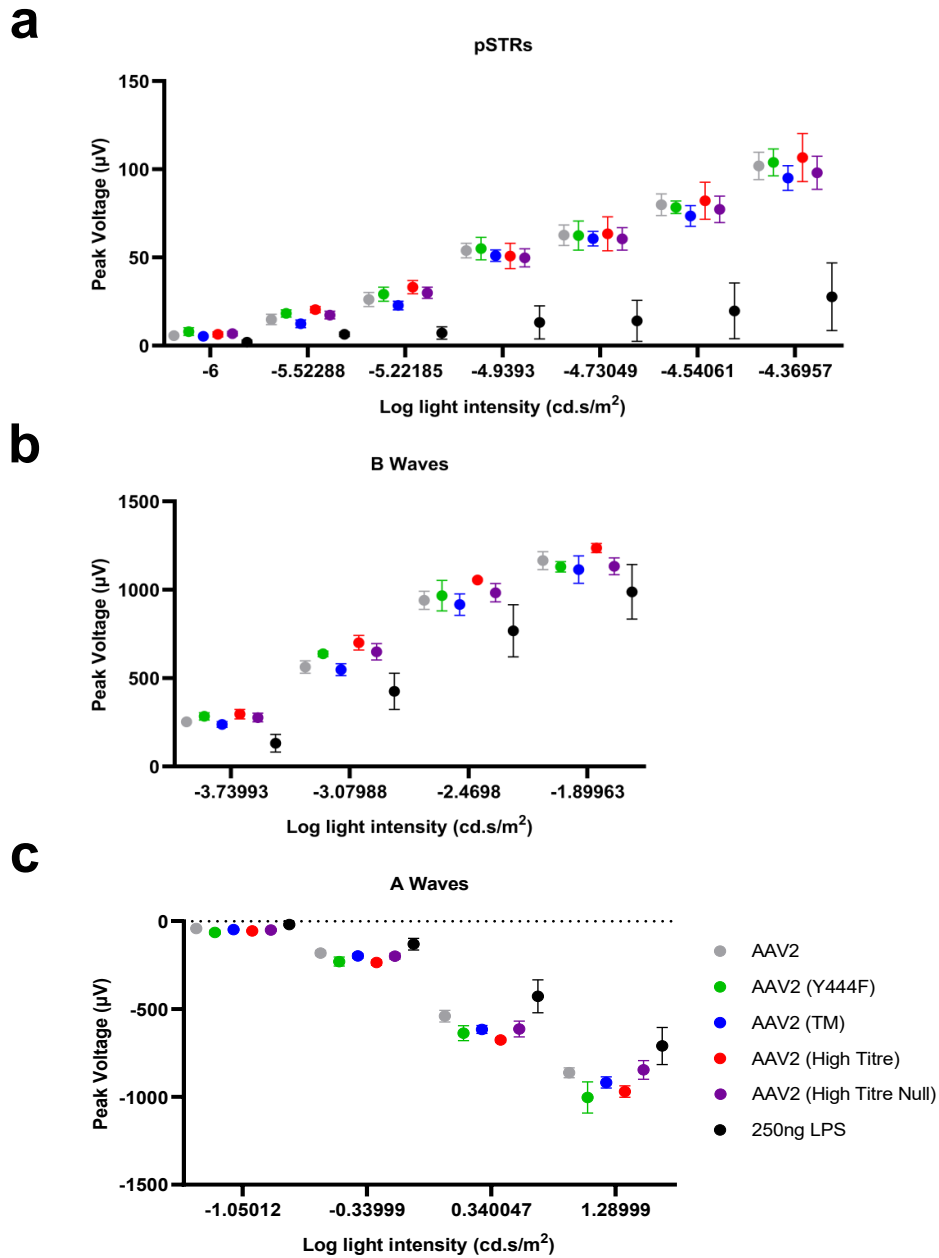 a
pSTRs
150
100
50
0
Peak Voltage (µV)
-6 -5.52288 -5.22185 -4.9393 -4.73049 -4.54061 -4.36957
Log light intensity (cd.s/m²)
b
B Waves
1500
1000
500
0
Peak Voltage (µV)
-3.73993 -3.07988 -2.4698 -1.89963
Log light intensity (cd.s/m²)
c
A Waves
0
-500
-1000
-1500
Peak Voltage (µV)
-1.05012 -0.33999 0.340047 1.28999
Log light intensity (cd.s/m²)
AAV2
AAV2 (Y444F)
AAV2 (TM)
AAV2 (High Titre)
AAV2 (High Titre Null)
250ng LPS